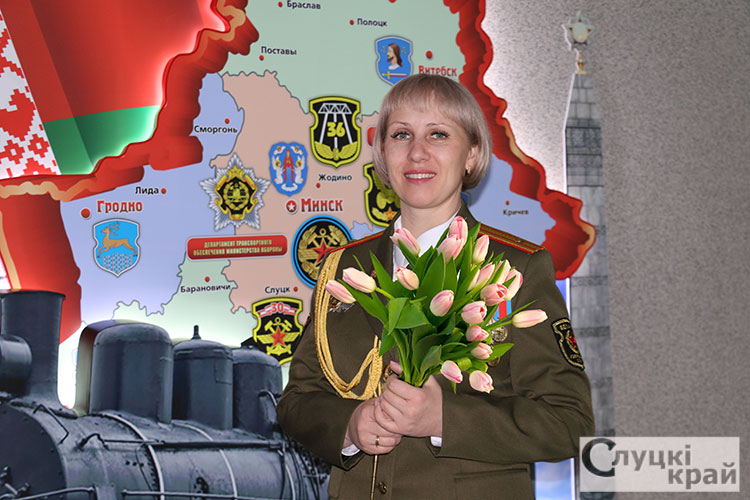 Браслав
Полоцк
Поставы
Витебск
Сморгонь
36
Жодино
Лида
Гродно
Минск
Кричев
ДЕПАРТАМЕНТ ТРАНСПОРТНОГО
ОБЕСПЕЧЕНИЯ МИНИСТЕРСТВА ОБОРОНЫ
Барановичи
Слуцк
30
Слуцкі
край